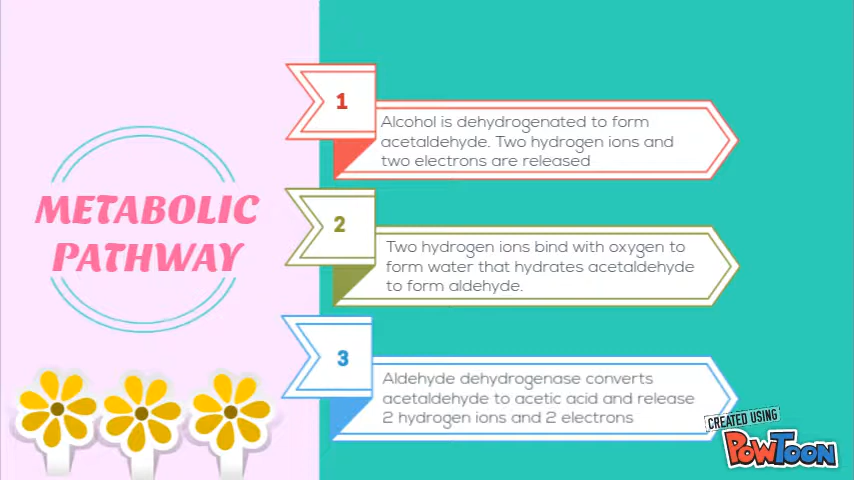 METABOLIC
PATHWAY
1
Alcohol is dehydrogenated to form
acetaldehyde. Two hydrogen ions and
two electrons are released
2
Two hydrogen ions bind with oxygen to
form water that hydrates acetaldehyde
to form aldehyde.
3
Aldehyde dehydrogenase converts
acetaldehyde to acetic acid and release
2 hydrogen ions and 2 electrons
CREATED USING
POWTOON